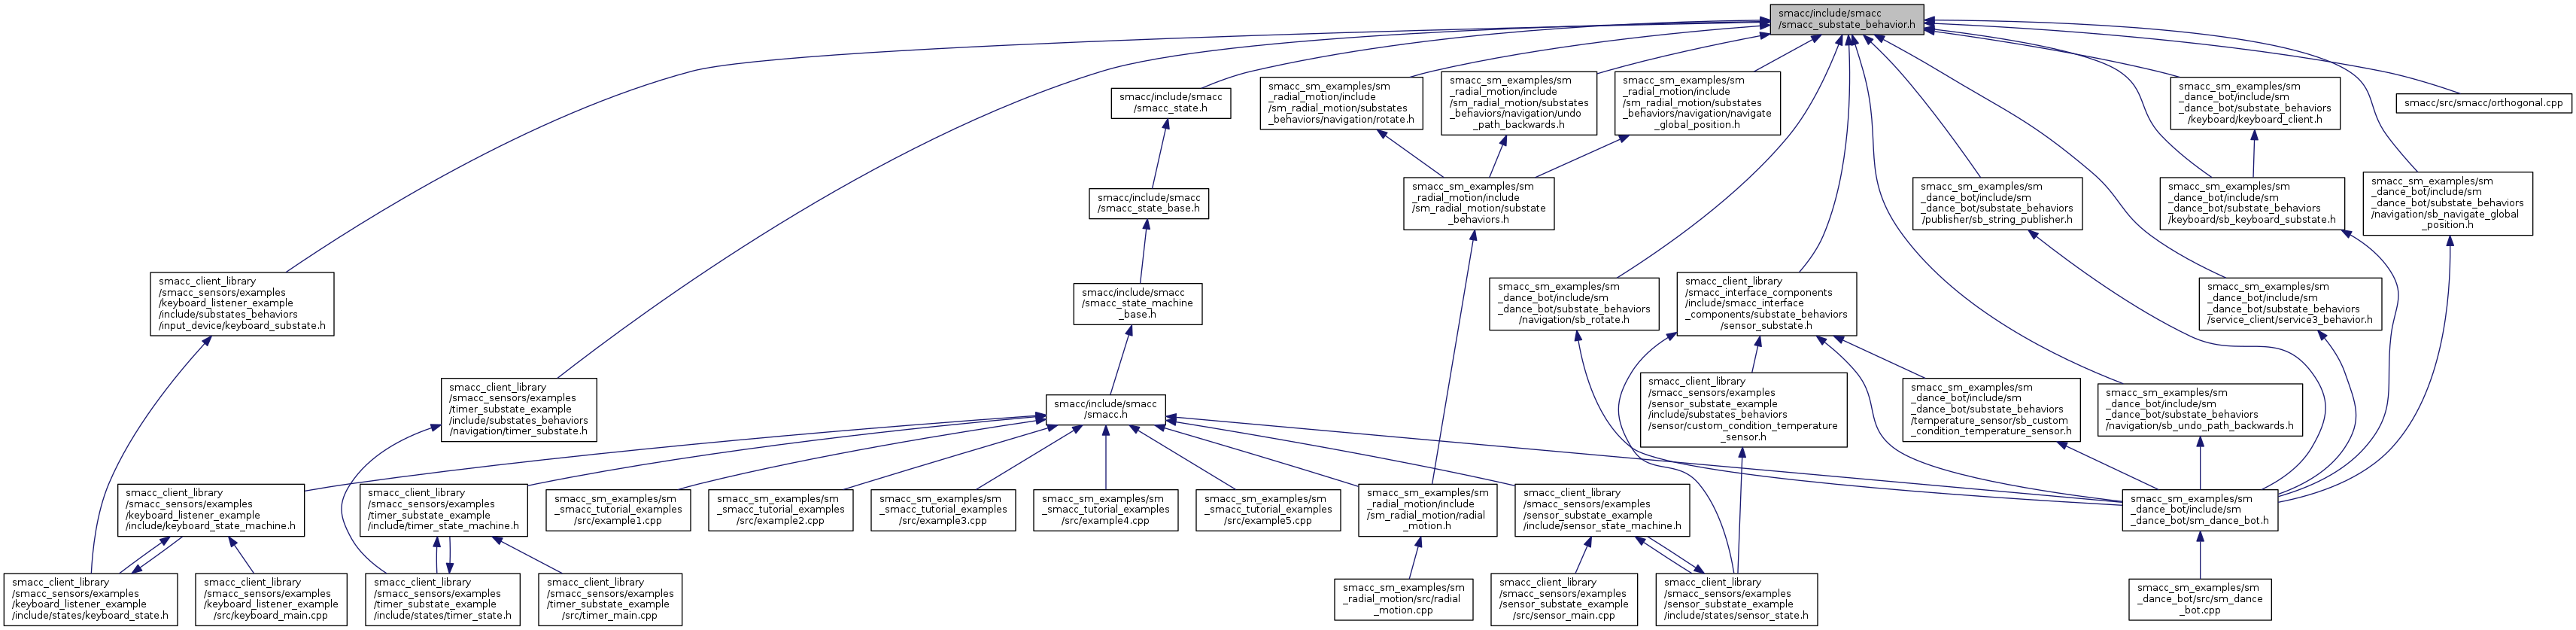 smacc/include/smacc
/smacc_substate_behavior.h
smacc_client_library
/smacc_sensors/examples
/keyboard_listener_example
/include/substates_behaviors
/input_device/keyboard_substate.h
smacc_client_library
/smacc_sensors/examples
/timer_substate_example
/include/substates_behaviors
/navigation/timer_substate.h
smacc/include/smacc
/smacc_state.h
smacc_sm_examples/sm
_radial_motion/include
/sm_radial_motion/substates
_behaviors/navigation/rotate.h
smacc_sm_examples/sm
_radial_motion/include
/sm_radial_motion/substates
_behaviors/navigation/undo
_path_backwards.h
smacc_sm_examples/sm
_radial_motion/include
/sm_radial_motion/substates
_behaviors/navigation/navigate
_global_position.h
smacc_sm_examples/sm
_dance_bot/include/sm
_dance_bot/substate_behaviors
/keyboard/keyboard_client.h
smacc/src/smacc/orthogonal.cpp
smacc/include/smacc
/smacc_state_base.h
smacc_sm_examples/sm
_radial_motion/include
/sm_radial_motion/substate
_behaviors.h
smacc_sm_examples/sm
_dance_bot/include/sm
_dance_bot/substate_behaviors
/publisher/sb_string_publisher.h
smacc_sm_examples/sm
_dance_bot/include/sm
_dance_bot/substate_behaviors
/keyboard/sb_keyboard_substate.h
smacc_sm_examples/sm
_dance_bot/include/sm
_dance_bot/substate_behaviors
/navigation/sb_navigate_global
_position.h
smacc/include/smacc
/smacc_state_machine
_base.h
smacc_sm_examples/sm
_dance_bot/include/sm
_dance_bot/substate_behaviors
/navigation/sb_rotate.h
smacc_client_library
/smacc_interface_components
/include/smacc_interface
_components/substate_behaviors
/sensor_substate.h
smacc_sm_examples/sm
_dance_bot/include/sm
_dance_bot/substate_behaviors
/service_client/service3_behavior.h
smacc/include/smacc
/smacc.h
smacc_client_library
/smacc_sensors/examples
/sensor_substate_example
/include/substates_behaviors
/sensor/custom_condition_temperature
_sensor.h
smacc_sm_examples/sm
_dance_bot/include/sm
_dance_bot/substate_behaviors
/temperature_sensor/sb_custom
_condition_temperature_sensor.h
smacc_sm_examples/sm
_dance_bot/include/sm
_dance_bot/substate_behaviors
/navigation/sb_undo_path_backwards.h
smacc_client_library
/smacc_sensors/examples
/keyboard_listener_example
/include/keyboard_state_machine.h
smacc_client_library
/smacc_sensors/examples
/timer_substate_example
/include/timer_state_machine.h
smacc_sm_examples/sm
_smacc_tutorial_examples
/src/example1.cpp
smacc_sm_examples/sm
_smacc_tutorial_examples
/src/example2.cpp
smacc_sm_examples/sm
_smacc_tutorial_examples
/src/example3.cpp
smacc_sm_examples/sm
_smacc_tutorial_examples
/src/example4.cpp
smacc_sm_examples/sm
_smacc_tutorial_examples
/src/example5.cpp
smacc_sm_examples/sm
_radial_motion/include
/sm_radial_motion/radial
_motion.h
smacc_client_library
/smacc_sensors/examples
/sensor_substate_example
/include/sensor_state_machine.h
smacc_sm_examples/sm
_dance_bot/include/sm
_dance_bot/sm_dance_bot.h
smacc_client_library
/smacc_sensors/examples
/keyboard_listener_example
/include/states/keyboard_state.h
smacc_client_library
/smacc_sensors/examples
/keyboard_listener_example
/src/keyboard_main.cpp
smacc_client_library
/smacc_sensors/examples
/timer_substate_example
/include/states/timer_state.h
smacc_client_library
/smacc_sensors/examples
/timer_substate_example
/src/timer_main.cpp
smacc_sm_examples/sm
_radial_motion/src/radial
_motion.cpp
smacc_client_library
/smacc_sensors/examples
/sensor_substate_example
/src/sensor_main.cpp
smacc_client_library
/smacc_sensors/examples
/sensor_substate_example
/include/states/sensor_state.h
smacc_sm_examples/sm
_dance_bot/src/sm_dance
_bot.cpp